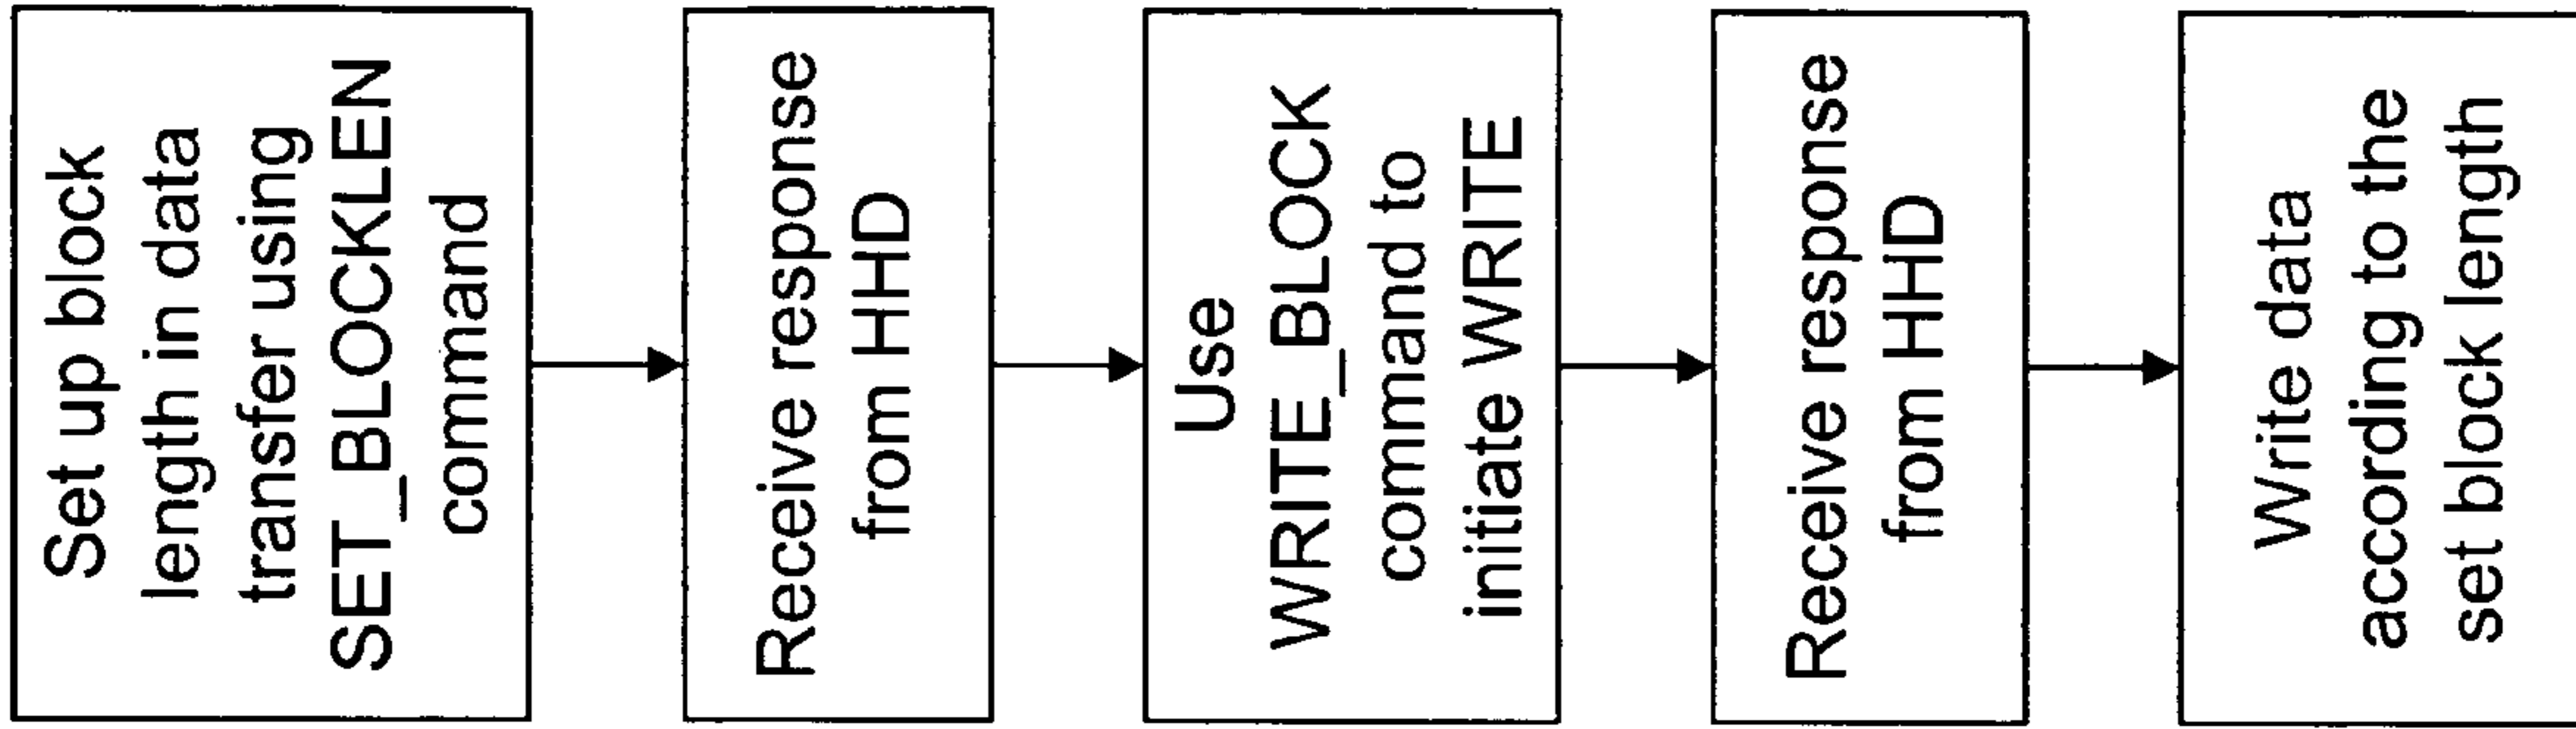 Set up block
length in data
transfer using
SET_BLOCKLEN
command
Receive response
from HHD
Use
WRITE_BLOCK
command to
initiate WRITE
Receive response
from HHD
Write data
according to the
set block length